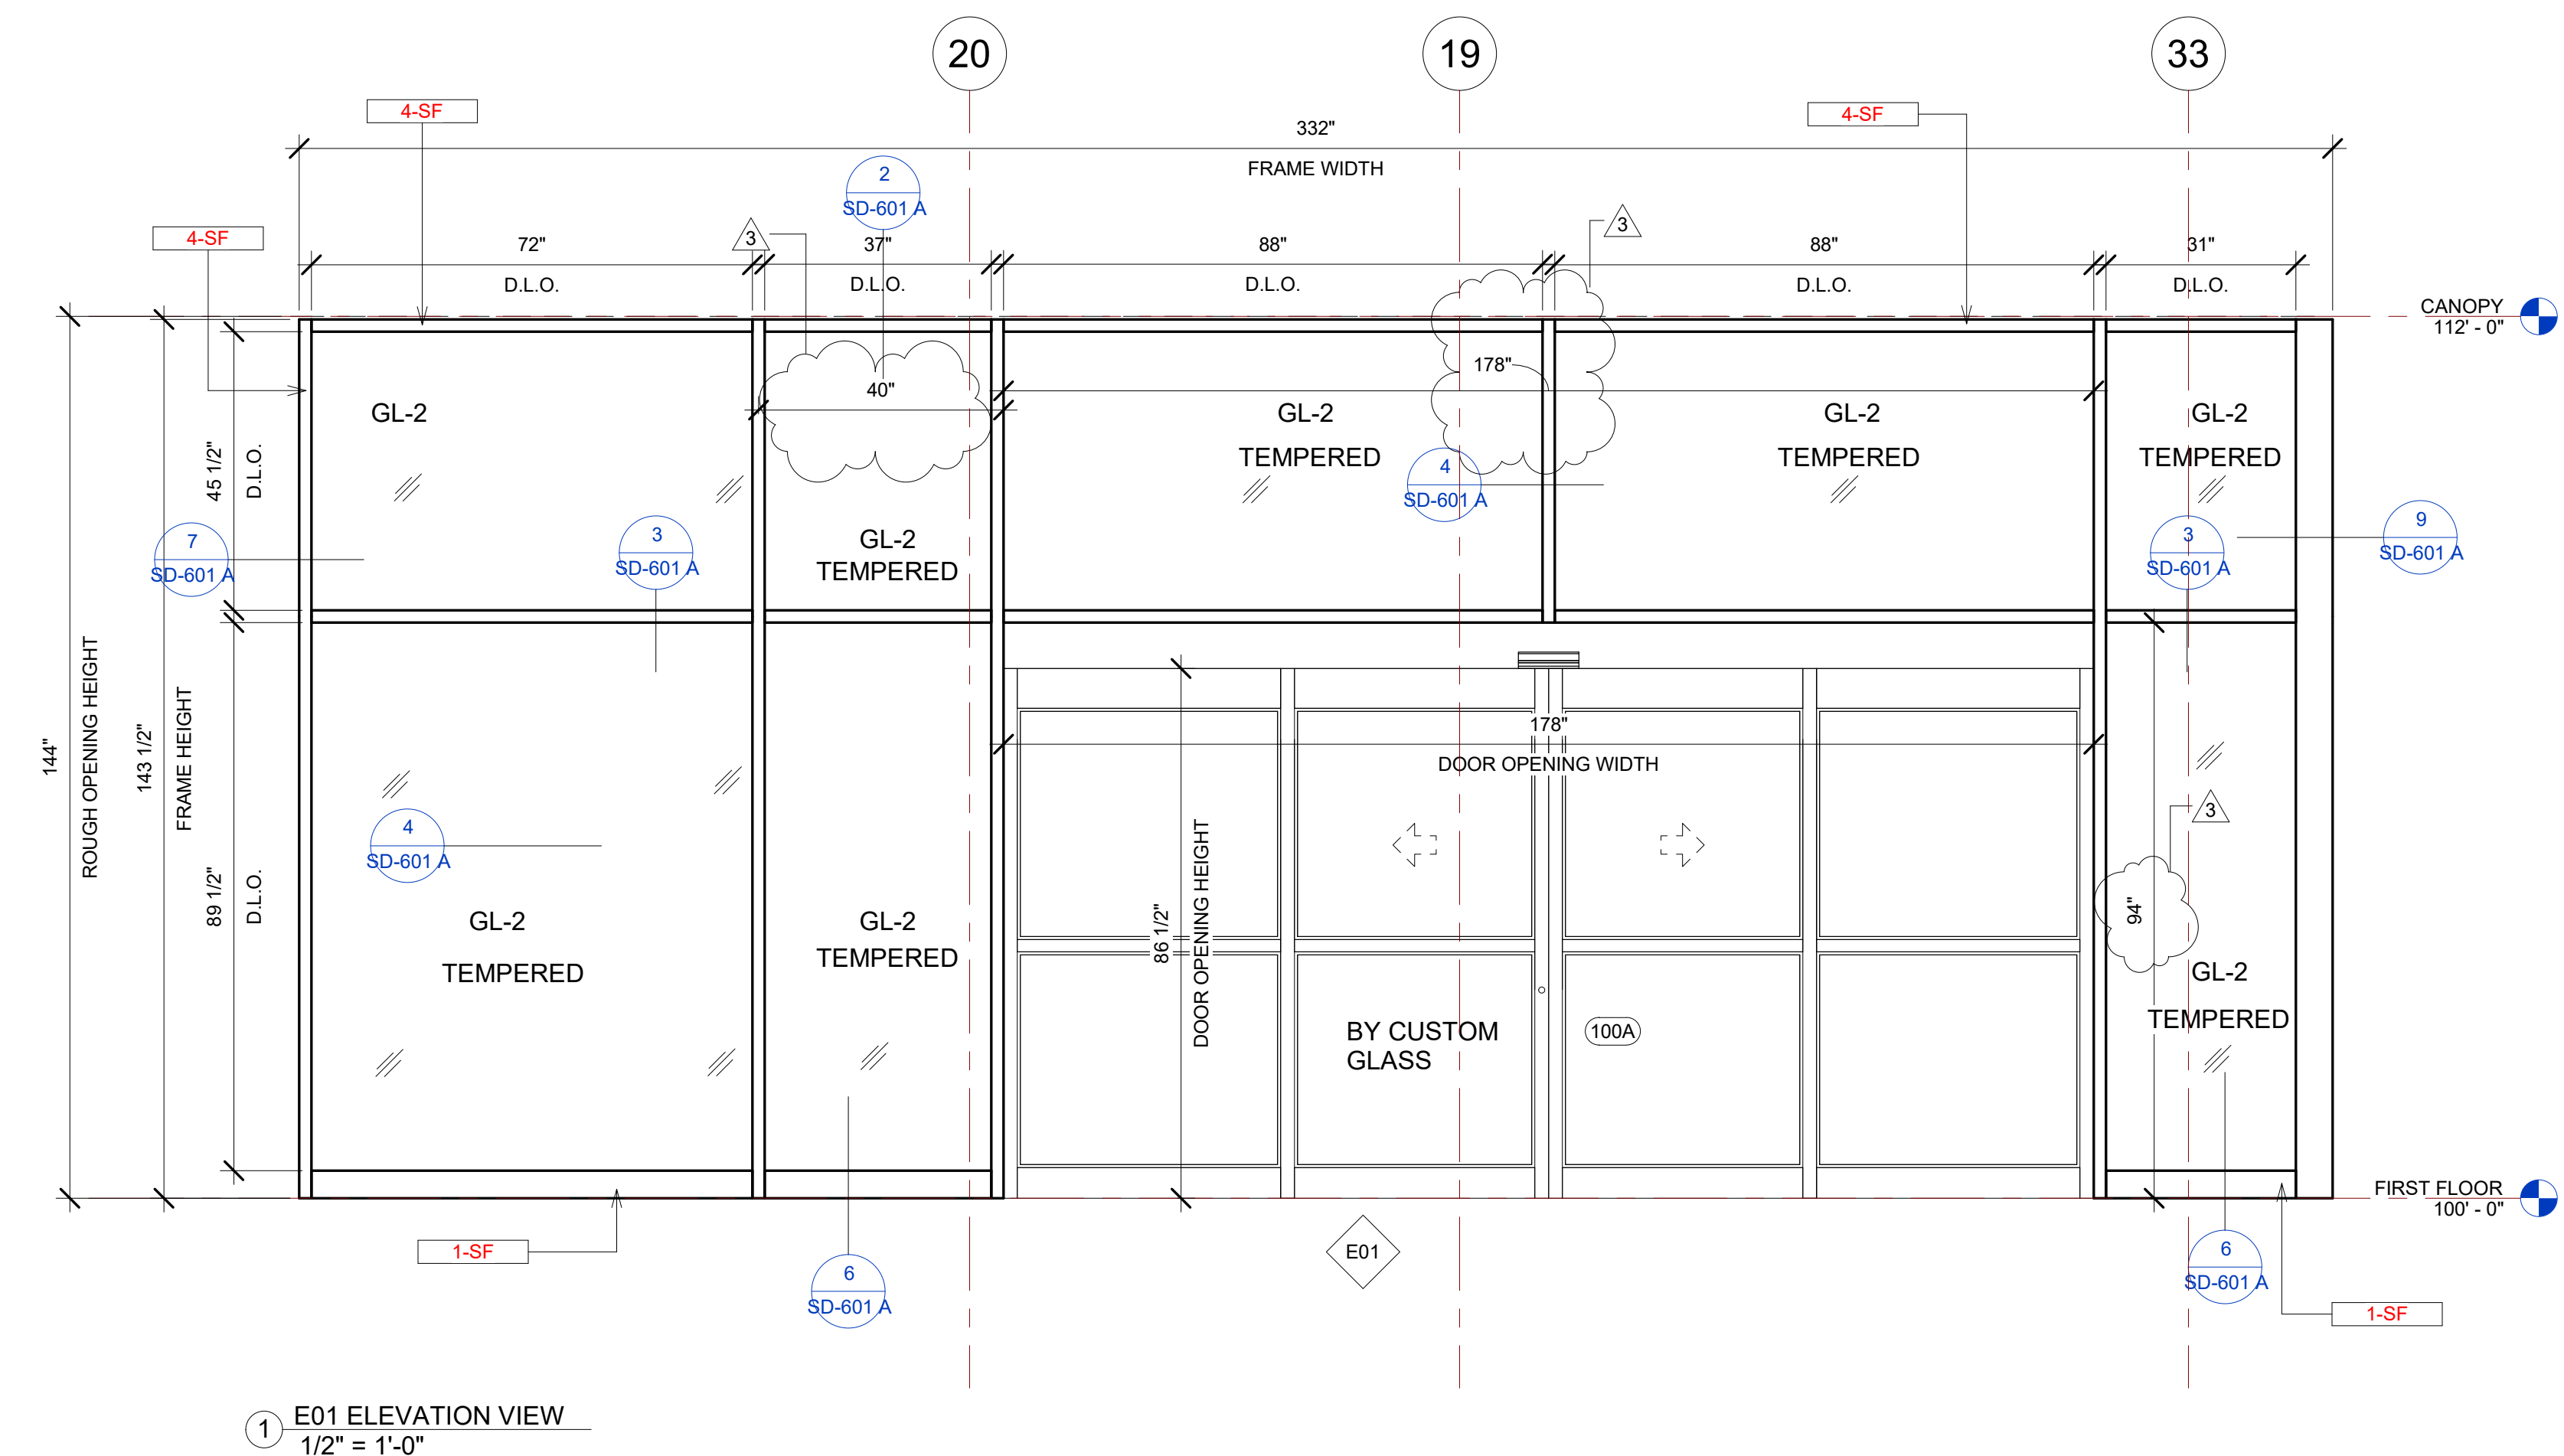 20
19
33
4-SF
4-SF
332"
FRAME WIDTH
2
SD-601 A
4-SF
72"
D.L.O.
3
37"
D.L.O.
88"
D.L.O.
3
88"
D.L.O.
31"
D.L.O.
CANOPY
112' - 0"
40"
178"
GL-2
GL-2
TEMPERED
GL-2
TEMPERED
GL-2
TEMPERED
45 1/2"
D.L.O.
4
SD-601 A
7
SD-601 A
3
SD-601 A
GL-2
TEMPERED
3
SD-601 A
9
SD-601 A
144"
ROUGH OPENING HEIGHT
143 1/2"
FRAME HEIGHT
89 1/2"
D.L.O.
178"
DOOR OPENING WIDTH
4
SD-601 A
3
94"
GL-2
TEMPERED
GL-2
TEMPERED
86 1/2"
DOOR OPENING HEIGHT
GL-2
TEMPERED
BY CUSTOM
GLASS
100A
FIRST FLOOR
100' - 0"
1-SF
E01
6
SD-601 A
6
SD-601 A
1-SF
1
E01 ELEVATION VIEW
1/2" = 1'-0"